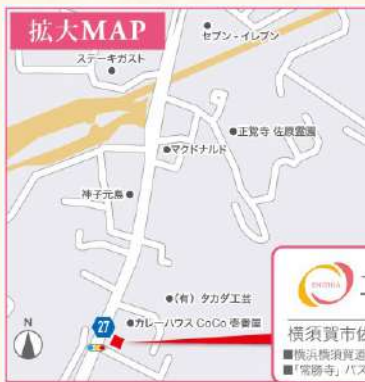 拡大MAP
セブン-イレブン
ステーキガスト
正覚寺 佐原霊園
マクドナルド
神子元島
(有) タカダ工芸
27
カレーハウス CoCo 壱番屋
N
横須賀市佐
■横浜横須賀道
■「常勝寺」バス